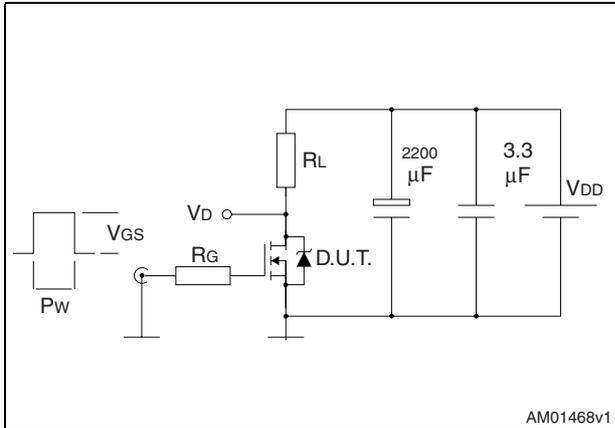 RL
2200
μF
3.3
μF
VDD
VD
VGS
RG
D.U.T.
PW
AM01468v1